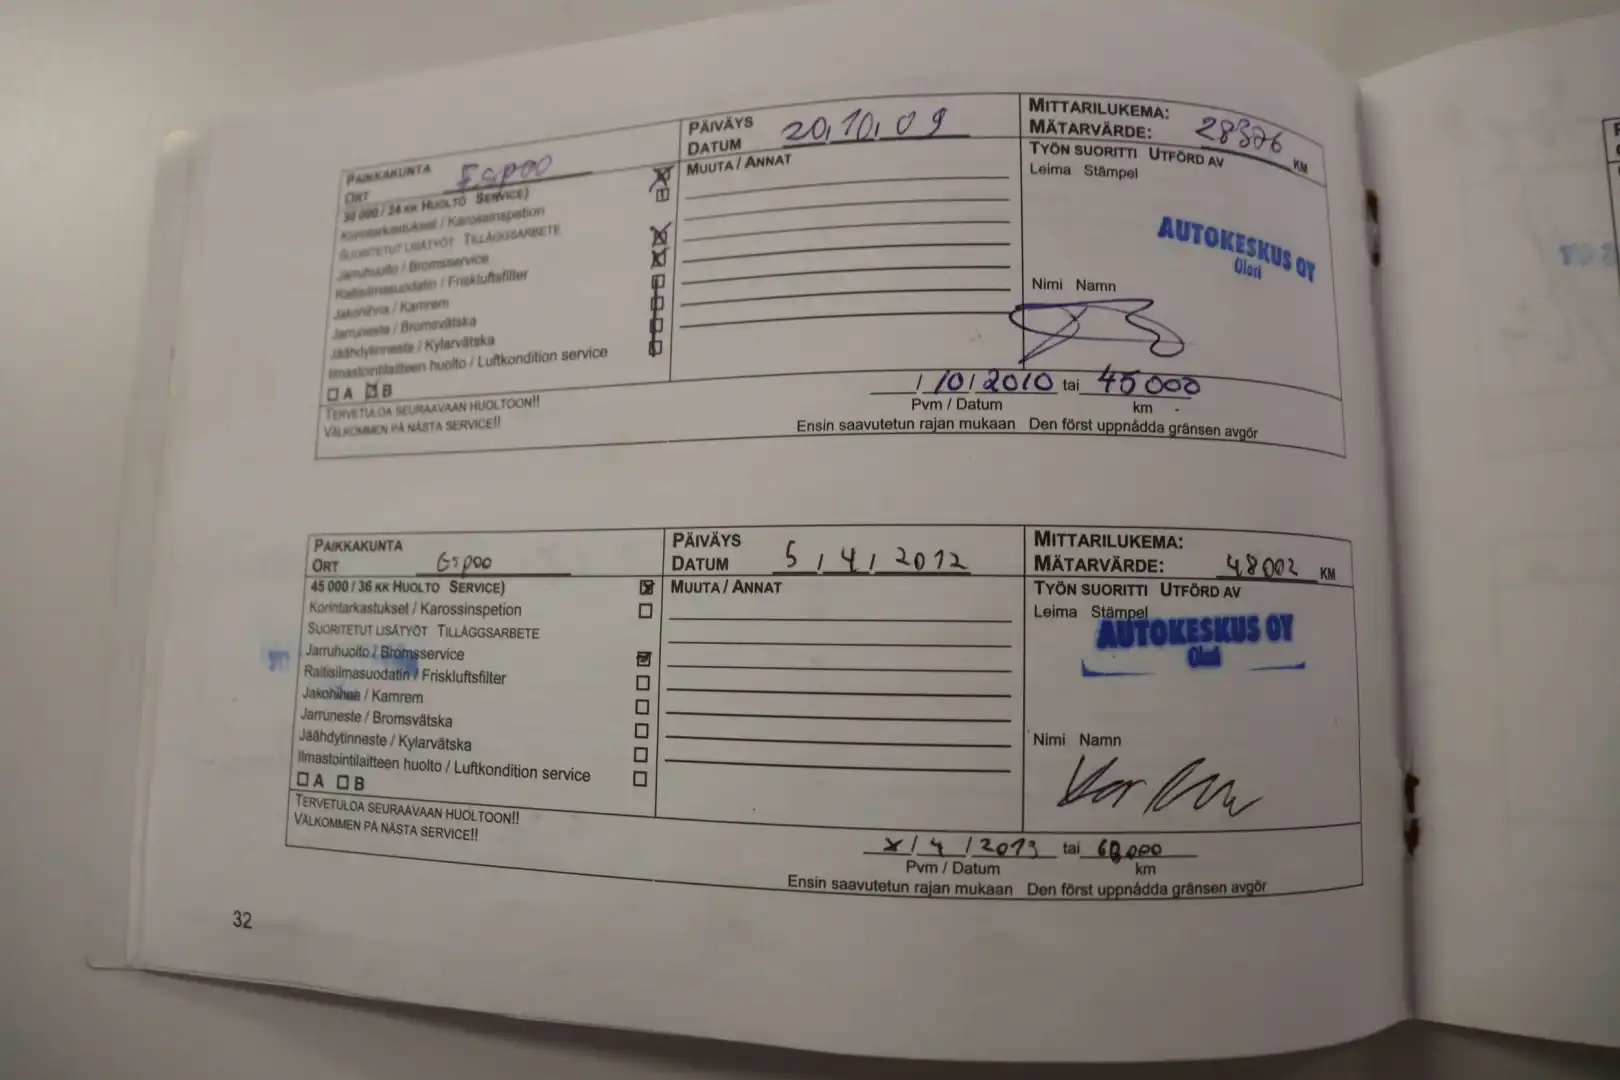 PAIKKAKUNTA
ORT Espoo
PÄIVÄYS
DATUM 20,10,09
MITTARILUKEMA:
MÄTARVÄRDE: 28376 KM
30 000 / 24 KK HUOLTO SERVICE)
Korintarkastukset / Karossinspetion
SUORITETUT LISÄTYÖT TILLÄGGSARBETE
Jarruhuolto / Bromsservice
Raitisilmasuodatin / Friskluftsfilter
Jakohihna / Kamrem
Jarruneste / Bromsvätska
Jäähdytinneste / Kylarvätska
Ilmastointilaitteen huolto / Luftkondition service
A B
MUUTA / ANNAT
TYÖN SUORITTI UTFÖRD AV
Leima Stämpel
AUTOKESKUS OY
Olari
Nimi Namn
TERVETULOA SEURAAVAAN HUOLTOON!!
VÄLKOMMEN PÅ NÄSTA SERVICE!!
/ 10 / 2010 tai 45 000
Pvm / Datum km
Ensin saavutetun rajan mukaan Den först uppnådda gränsen avgör
PAIKKAKUNTA
ORT Espoo
PÄIVÄYS
DATUM 5 / 4 / 2012
MITTARILUKEMA:
MÄTARVÄRDE: 48002 KM
45 000 / 36 KK HUOLTO SERVICE)
Korintarkastukset / Karossinspetion
SUORITETUT LISÄTYÖT TILLÄGGSARBETE
Jarruhuolto / Bromsservice
Raitisilmasuodatin / Friskluftsfilter
Jakohihna / Kamrem
Jarruneste / Bromsvätska
Jäähdytinneste / Kylarvätska
Ilmastointilaitteen huolto / Luftkondition service
A B
MUUTA / ANNAT
TYÖN SUORITTI UTFÖRD AV
Leima Stämpel
AUTOKESKUS OY
Olari
Nimi Namn
TERVETULOA SEURAAVAAN HUOLTOON!!
VÄLKOMMEN PÅ NÄSTA SERVICE!!
x / 4 / 2013 tai 60000
Pvm / Datum km
Ensin saavutetun rajan mukaan Den först uppnådda gränsen avgör
32